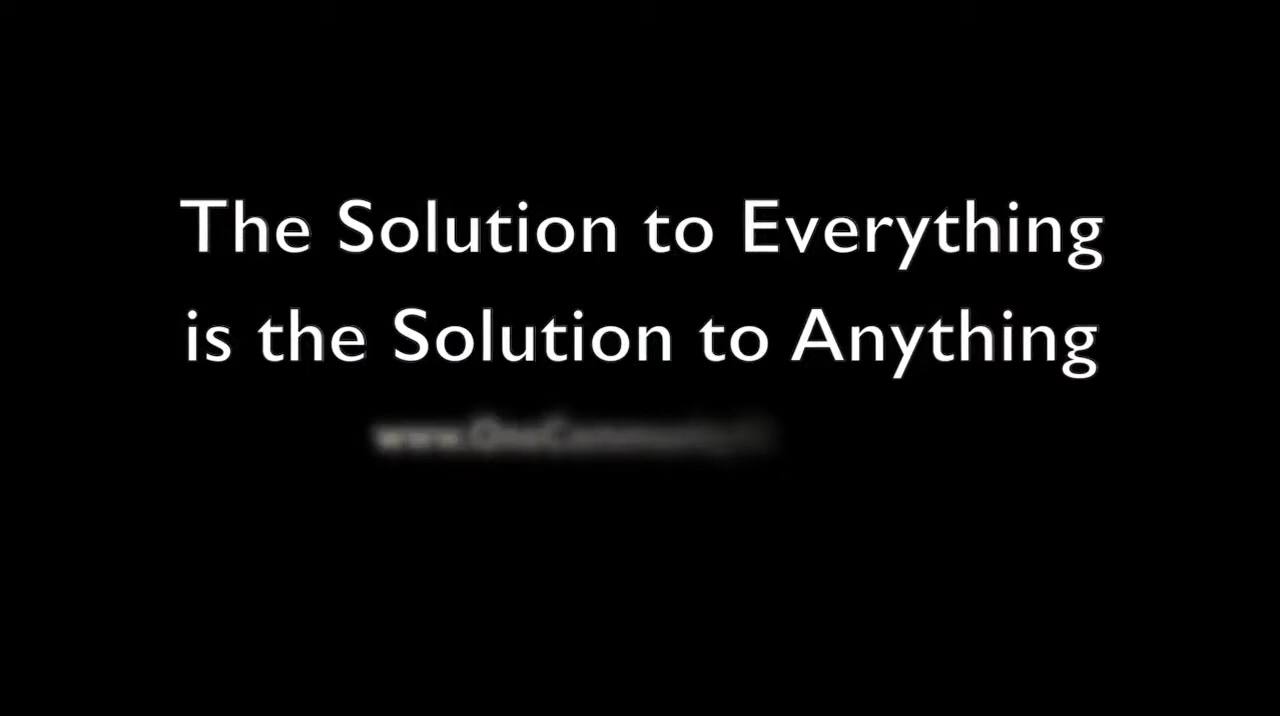 The Solution to Everything
is the Solution to Anything